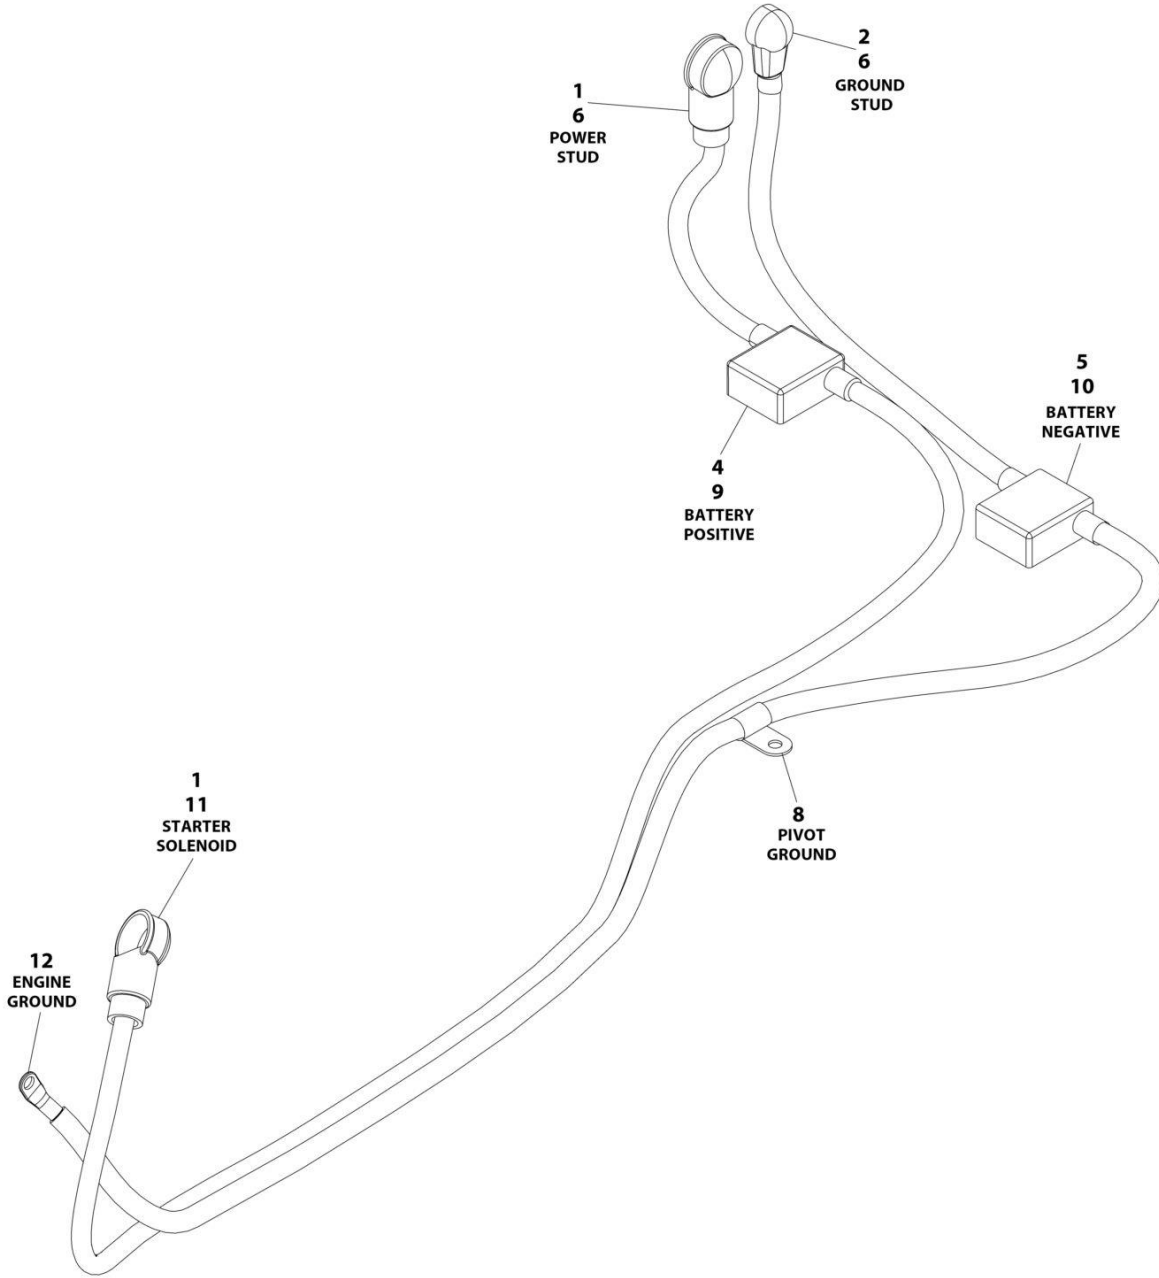 2
6
GROUND
STUD
1
6
POWER
STUD
5
10
BATTERY
NEGATIVE
4
9
BATTERY
POSITIVE
1
11
STARTER
SOLENOID
8
PIVOT
GROUND
12
ENGINE
GROUND